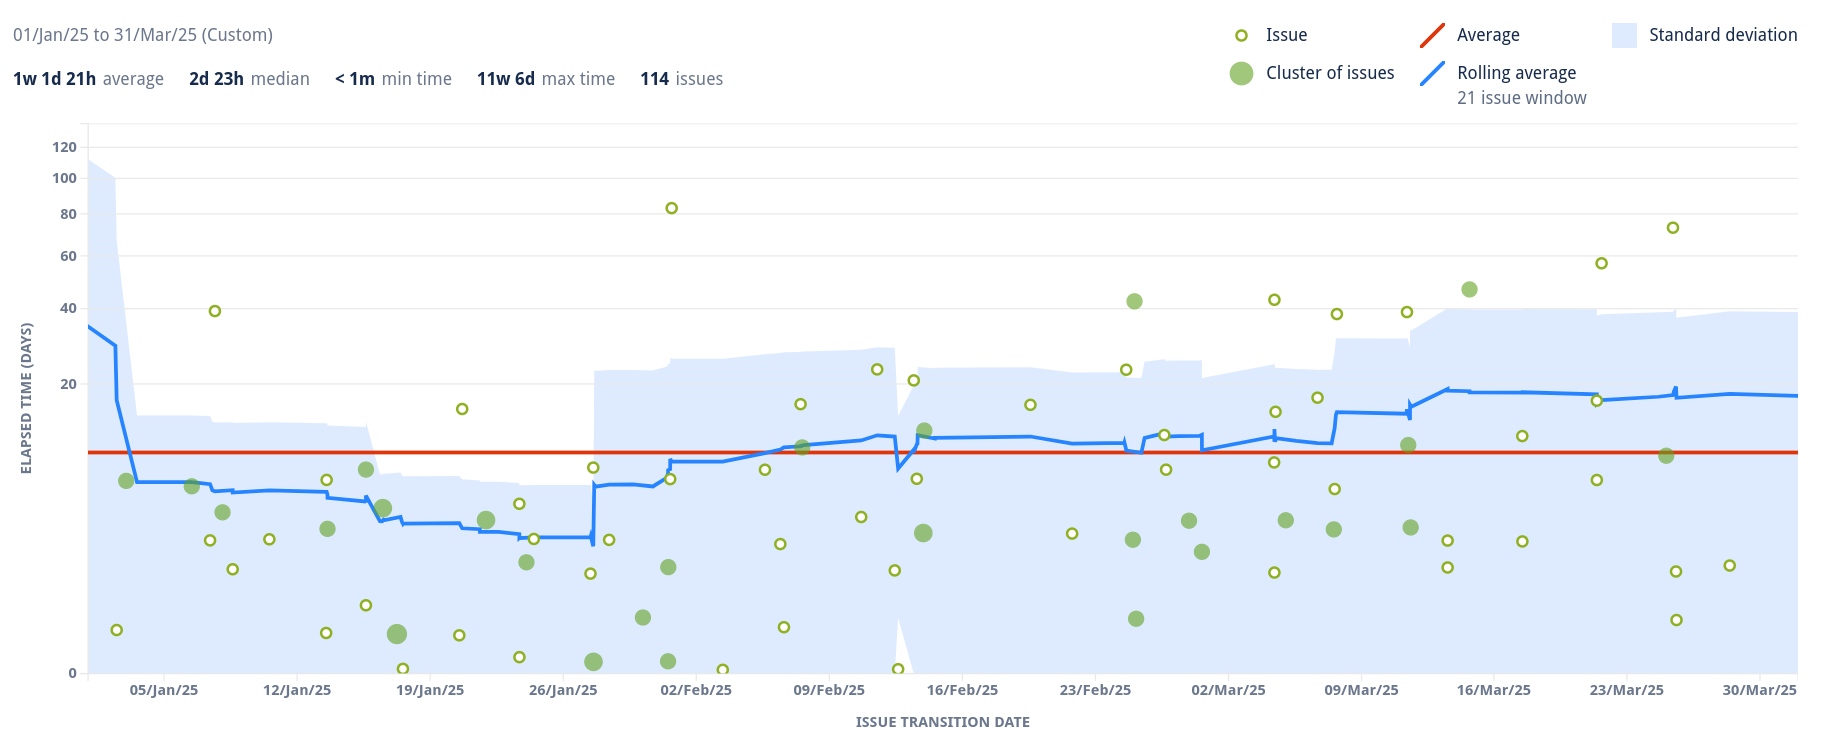 01/Jan/25 to 31/Mar/25 (Custom)
1w 1d 21h average 2d 23h median < 1m min time 11w 6d max time 114 issues
Issue
Cluster of issues
Average
Rolling average
21 issue window
Standard deviation
ELAPSED TIME (DAYS)
120
100
80
60
40
20
0
05/Jan/25 12/Jan/25 19/Jan/25 26/Jan/25 02/Feb/25 09/Feb/25 16/Feb/25 23/Feb/25 02/Mar/25 09/Mar/25 16/Mar/25 23/Mar/25 30/Mar/25
ISSUE TRANSITION DATE